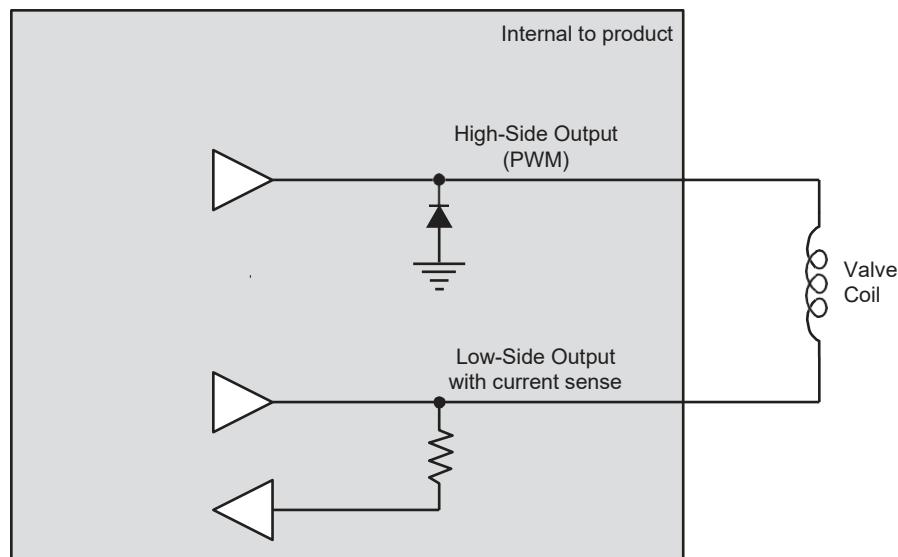 Internal to product
High-Side Output
(PWM)
Valve
Coil
Low-Side Output
with current sense